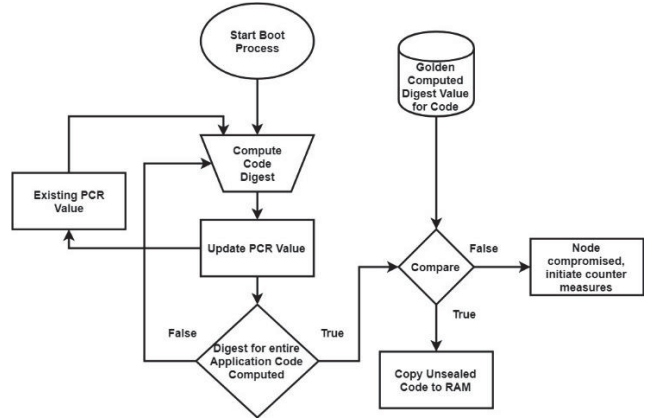 Start Boot
Process
Golden
Computed
Digest Value
for Code
Compute
Code
Digest
Existing PCR
Value
Update PCR Value
Compare
False
Node
compromised,
initiate counter
measures
False
True
True
Digest for entire
Application Code
Computed
Copy Unsealed
Code to RAM